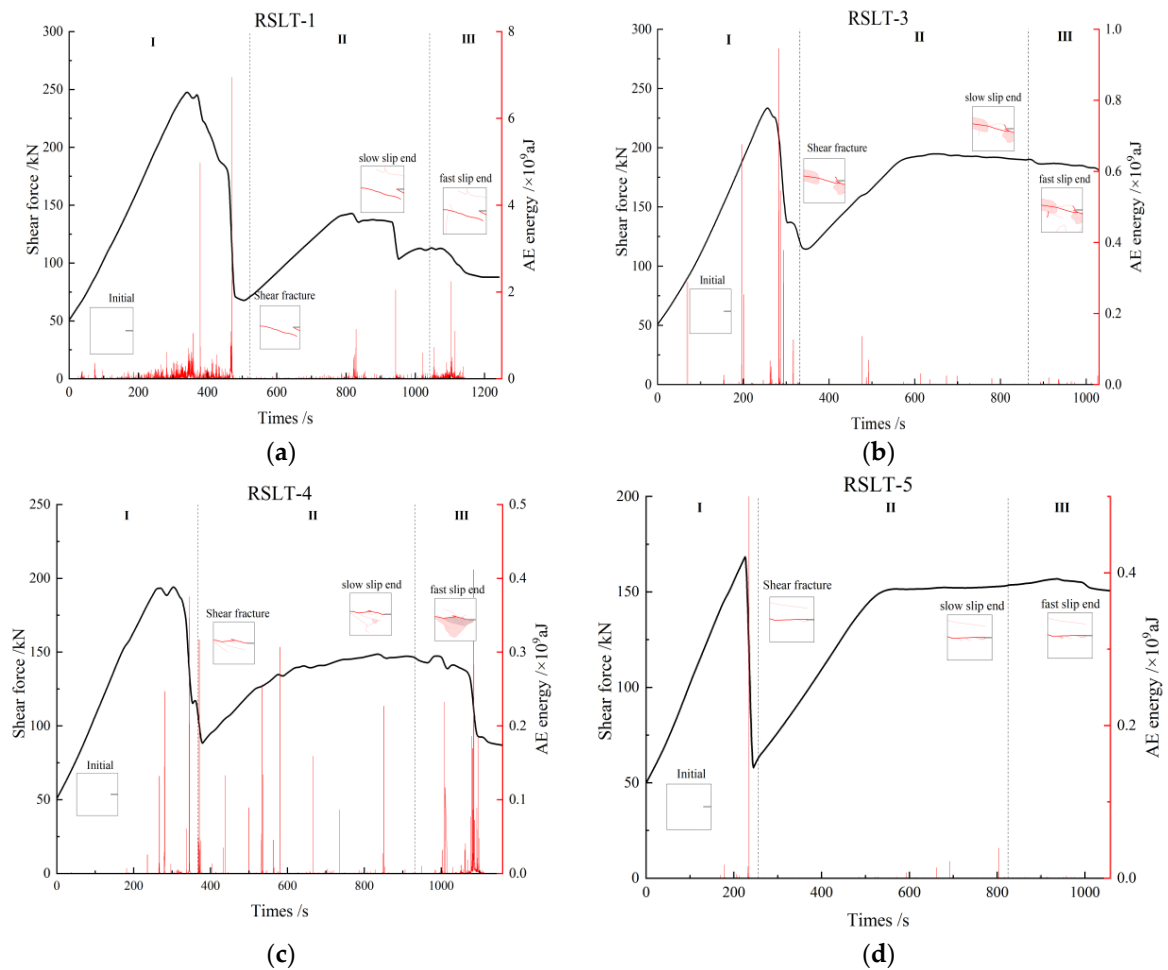 RSLT-1
I
II
III
300
250
200
150
100
50
0
8
6
4
2
0
Shear force /kN
AE energy /×10⁹aJ
Initial
Shear fracture
slow slip end
fast slip end
0
200
400
600
800
1000
1200
Times /s
(a)
RSLT-3
I
II
III
300
250
200
150
100
50
0
1.0
0.8
0.6
0.4
0.2
0.0
Shear force /kN
AE energy /×10⁹aJ
Initial
Shear fracture
slow slip end
fast slip end
0
200
400
600
800
1000
Times /s
(b)
RSLT-4
I
II
III
250
200
150
100
50
0
0.5
0.4
0.3
0.2
0.1
0.0
Shear force /kN
AE energy /×10⁹aJ
Initial
Shear fracture
slow slip end
fast slip end
0
200
400
600
800
1000
Times /s
(c)
RSLT-5
I
II
III
200
150
100
50
0
0.4
0.2
0.0
Shear force /kN
AE energy /×10⁹aJ
Initial
Shear fracture
slow slip end
fast slip end
0
200
400
600
800
1000
Times /s
(d)